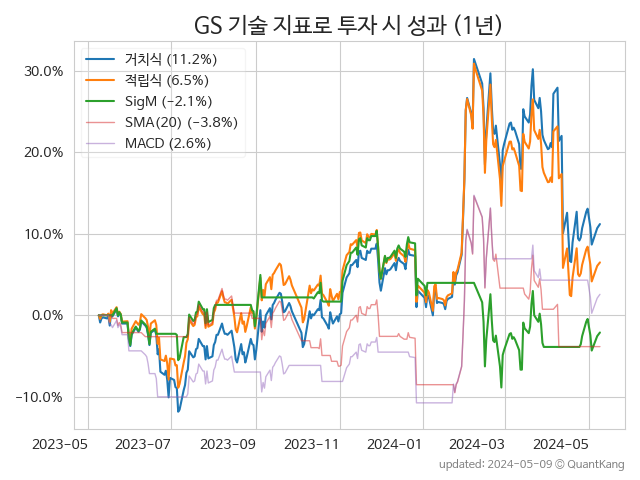 GS 기술 지표로 투자 시 성과 (1년)
거치식 (11.2%)
적립식 (6.5%)
SigM (−2.1%)
SMA(20) (−3.8%)
MACD (2.6%)
30.0%
20.0%
10.0%
0.0%
−10.0%
2023-05 2023-07 2023-09 2023-11 2024-01 2024-03 2024-05
updated: 2024-05-09 © QuantKang